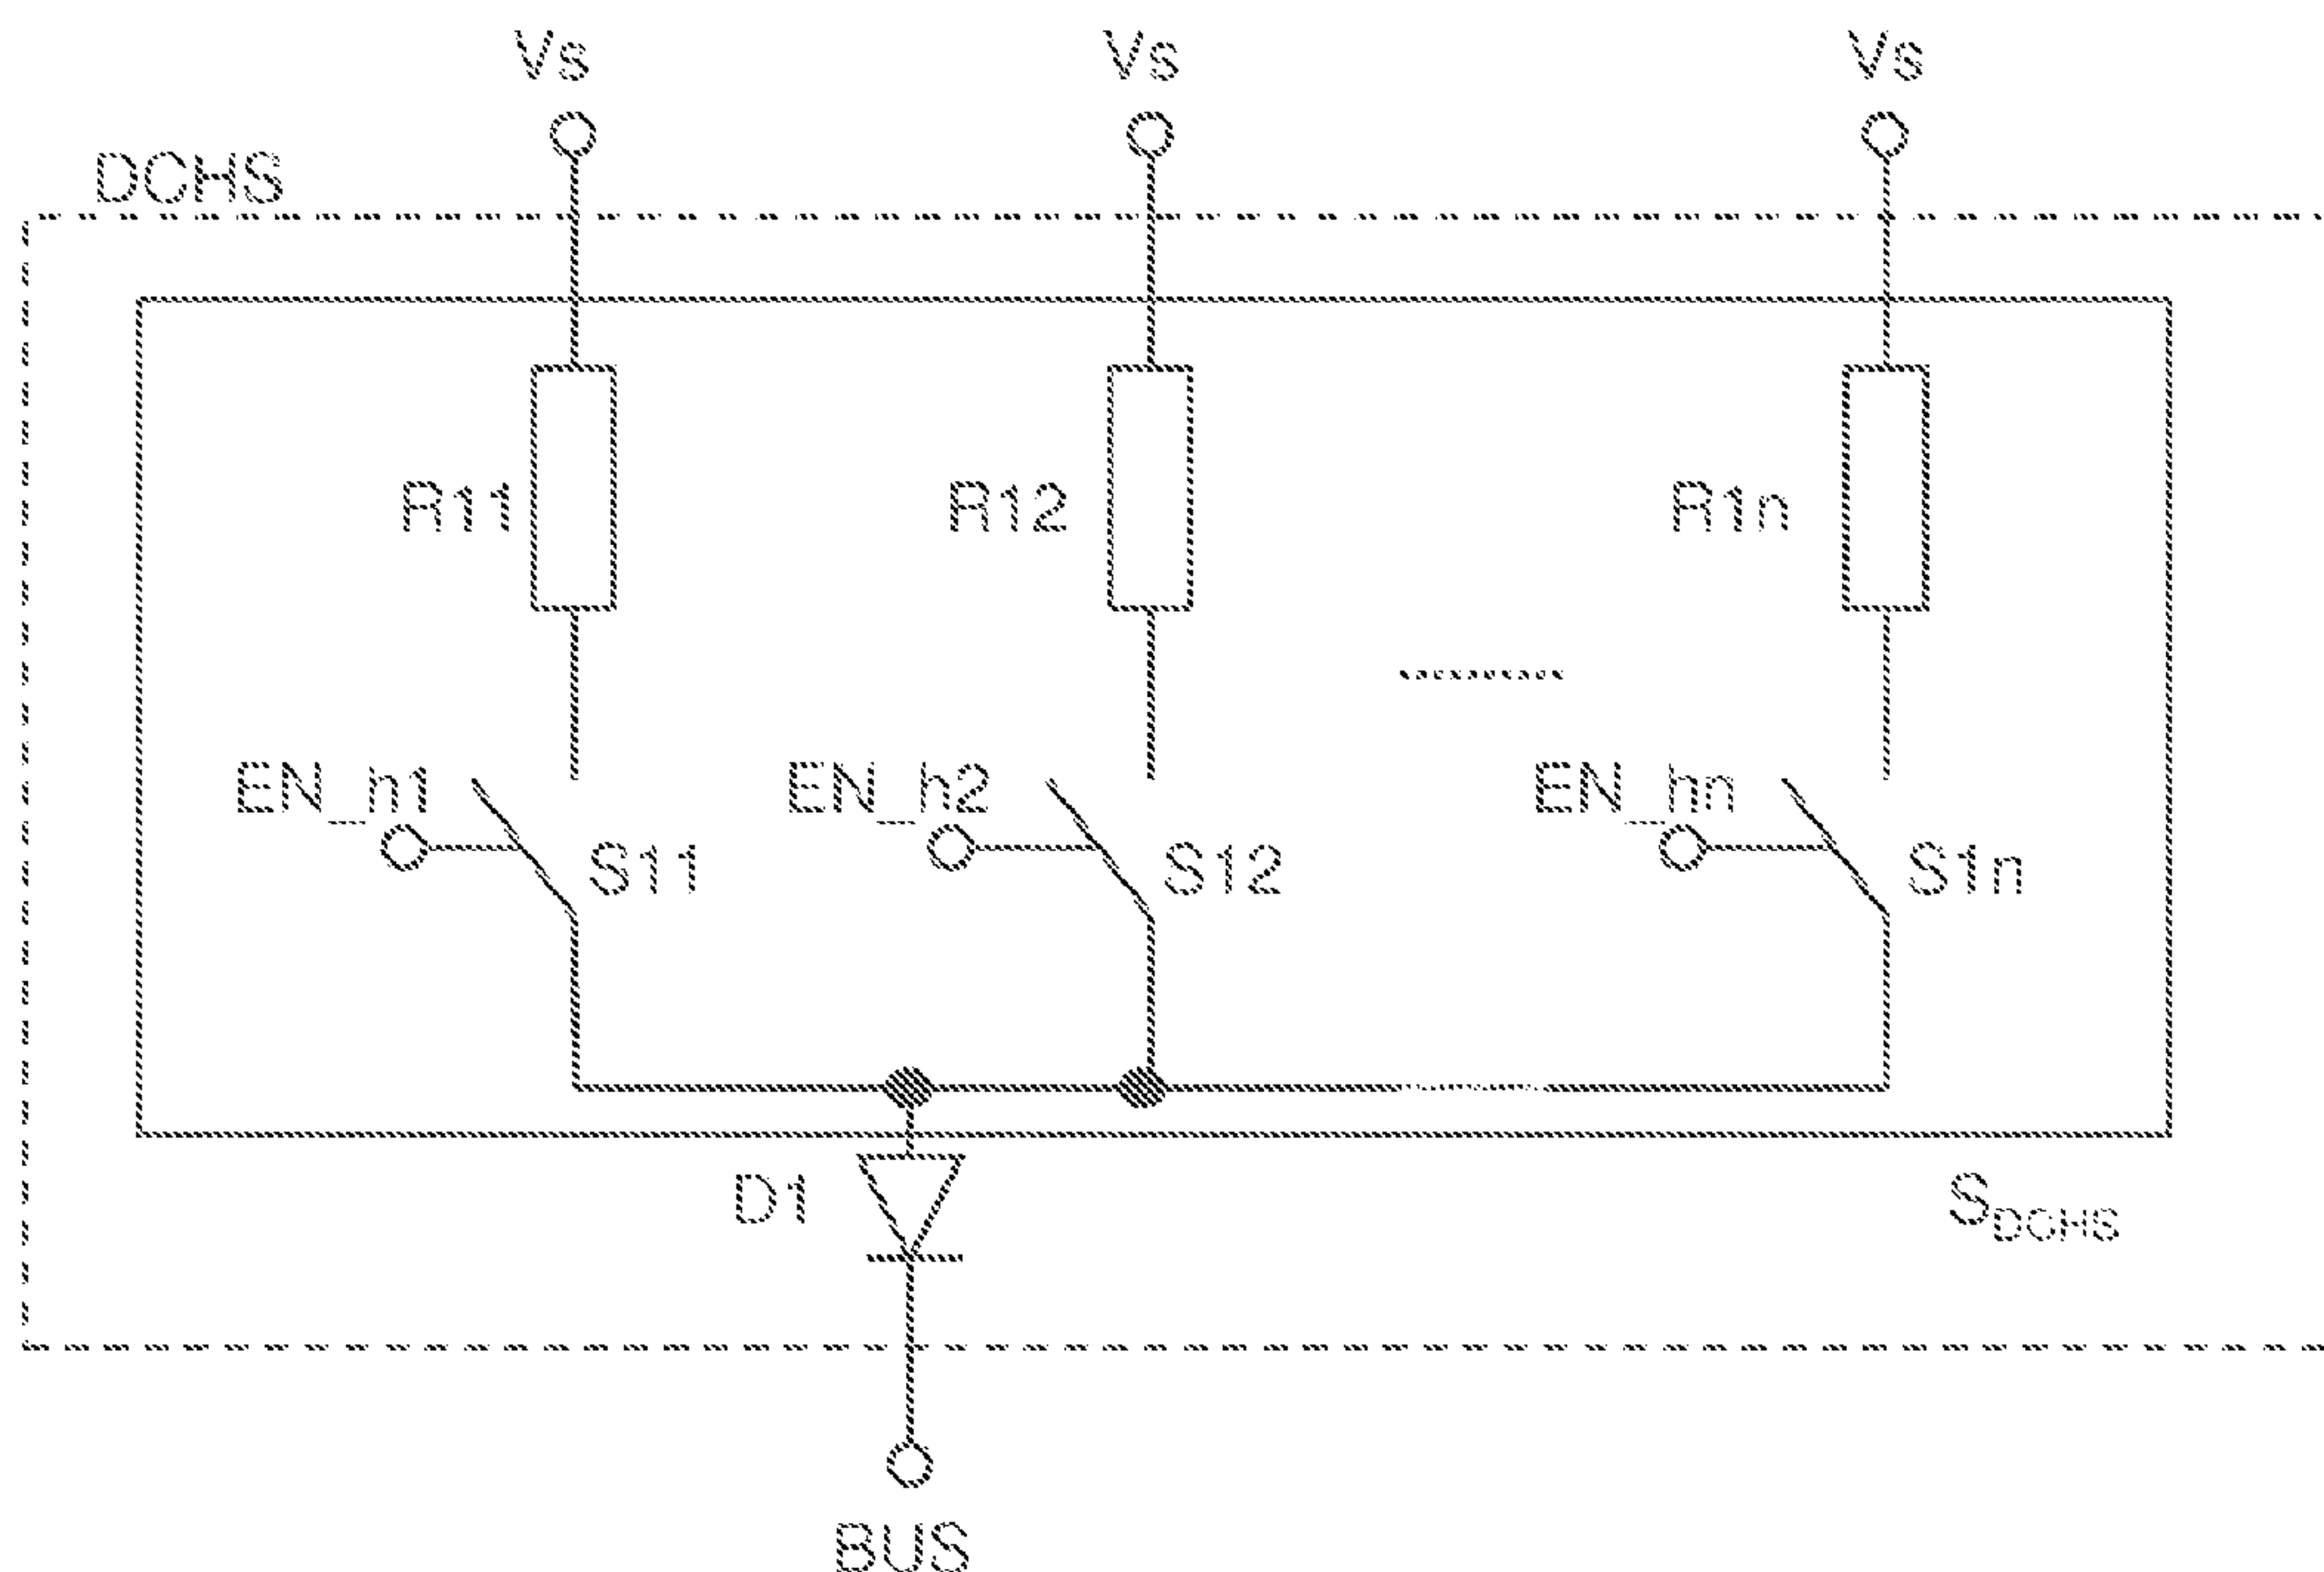 Vs Vs Vs
DCHS
R11 R12 R1n
EN_h1 EN_h2 EN_hn
S11 S12 S1n
D1 SDCHS
BUS